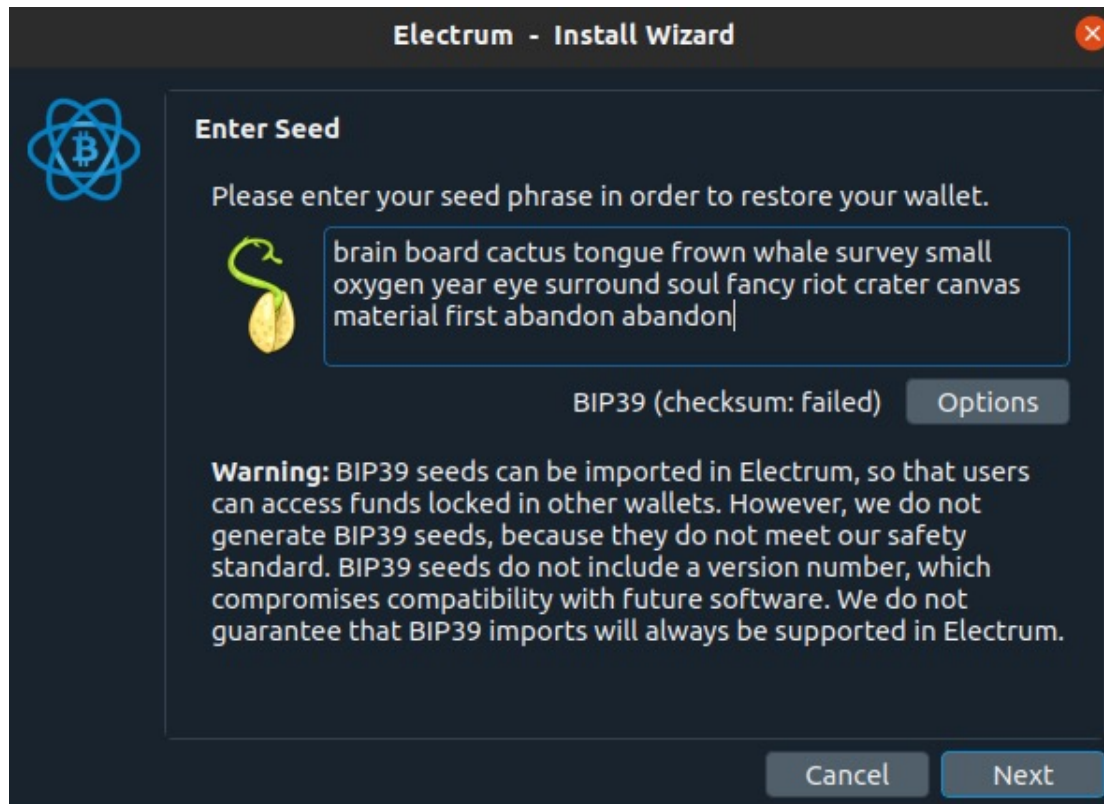 Electrum - Install Wizard
Enter Seed
Please enter your seed phrase in order to restore your wallet.
brain board cactus tongue frown whale survey small
oxygen year eye surround soul fancy riot crater canvas
material first abandon abandon
BIP39 (checksum: failed)
Options
Warning: BIP39 seeds can be imported in Electrum, so that users
can access funds locked in other wallets. However, we do not
generate BIP39 seeds, because they do not meet our safety
standard. BIP39 seeds do not include a version number, which
compromises compatibility with future software. We do not
guarantee that BIP39 imports will always be supported in Electrum.
Cancel
Next